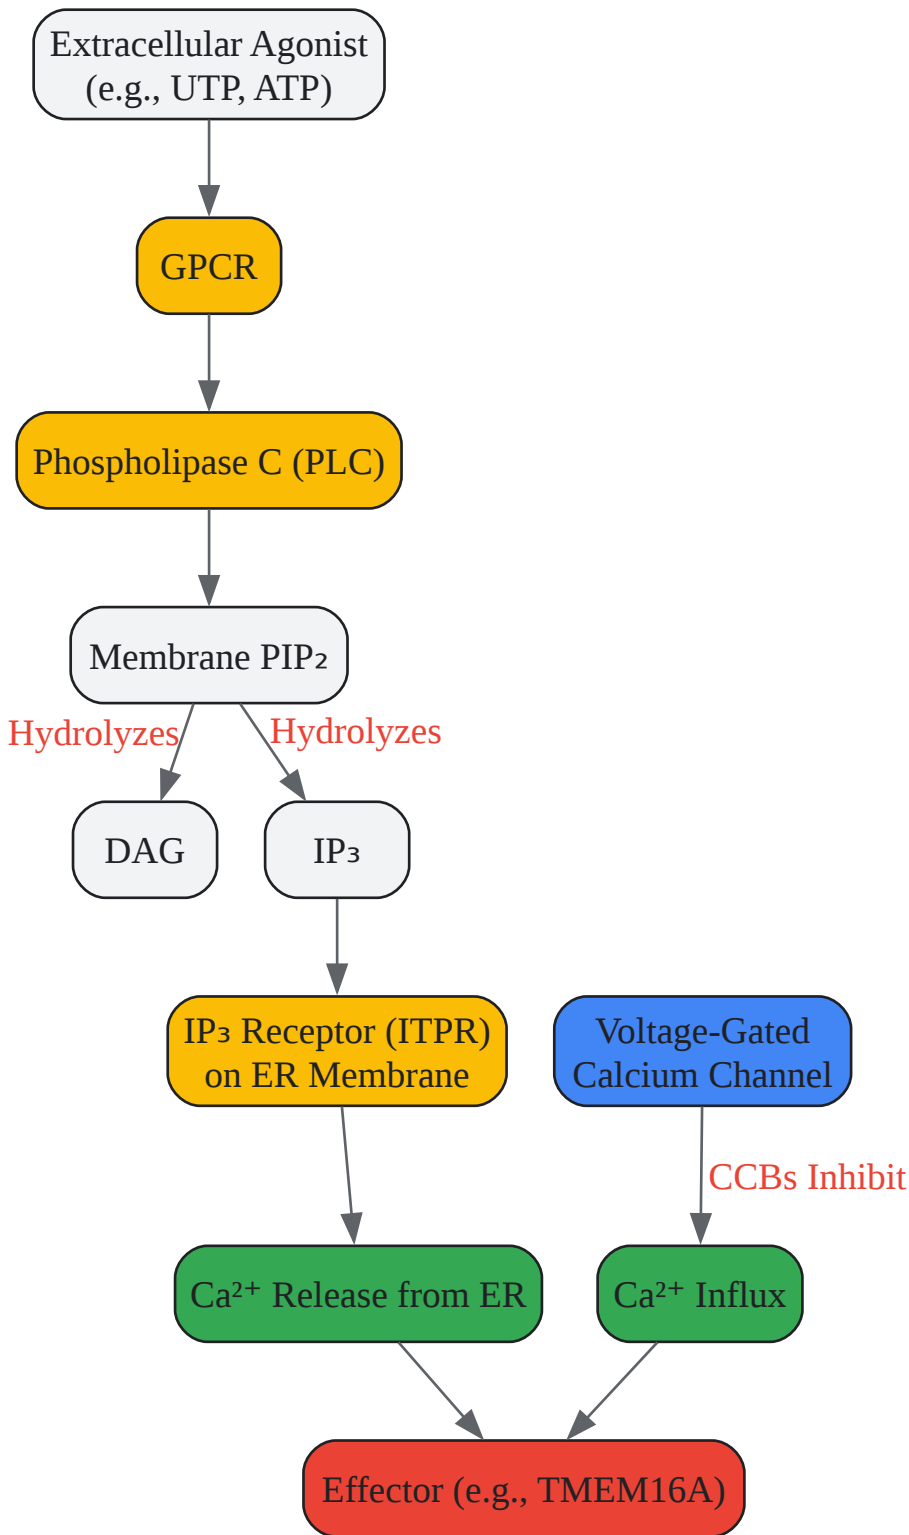 Extracellular Agonist
(e.g., UTP, ATP)
GPCR
Phospholipase C (PLC)
Membrane PIP₂
Hydrolyzes
Hydrolyzes
DAG
IP₃
IP₃ Receptor (ITPR)
on ER Membrane
Voltage-Gated
Calcium Channel
CCBs Inhibit
Ca²⁺ Release from ER
Ca²⁺ Influx
Effector (e.g., TMEM16A)